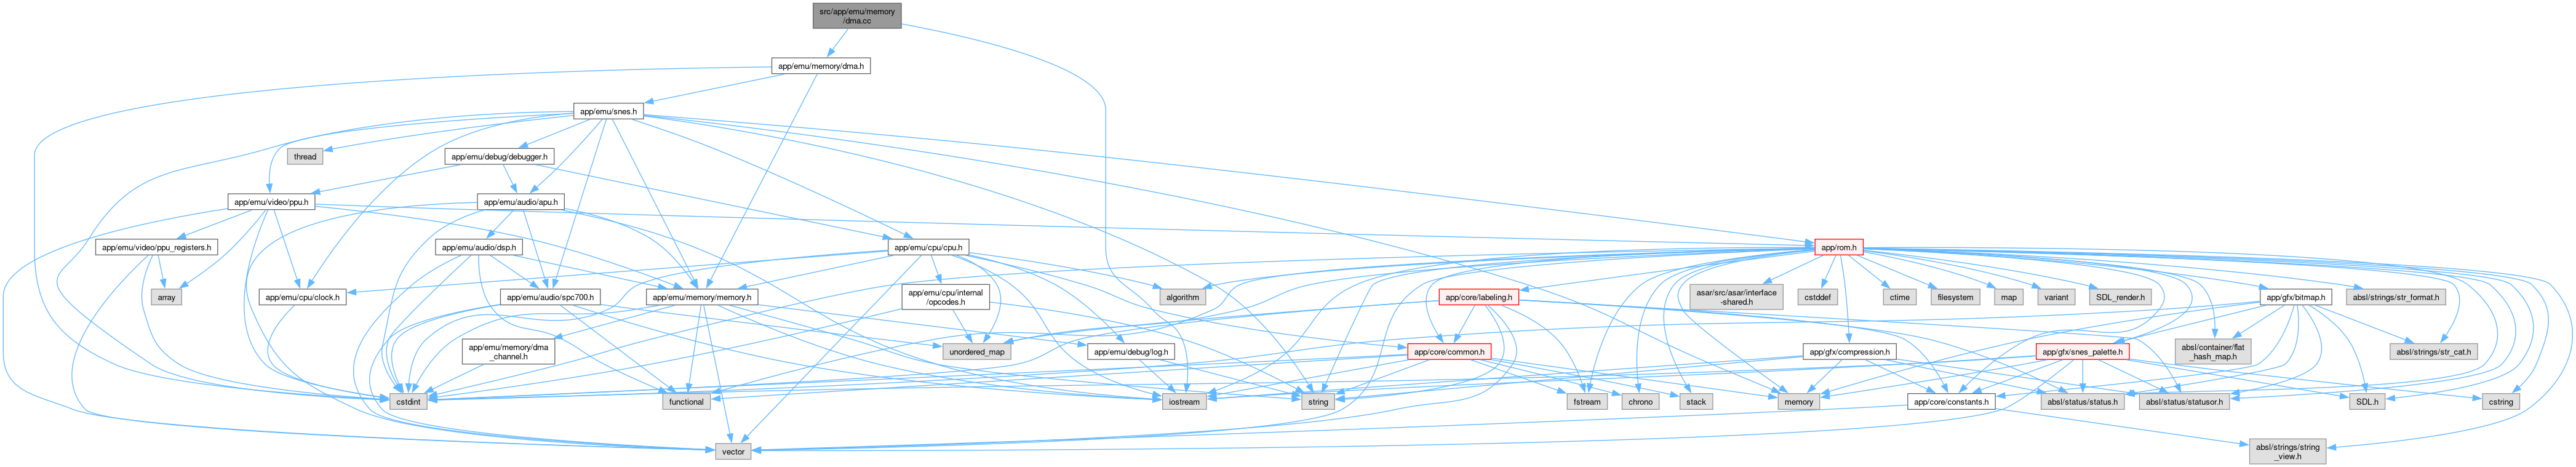 src/app/emu/memory
/dma.cc
app/emu/memory/dma.h
app/emu/snes.h
thread
app/emu/debug/debugger.h
app/emu/video/ppu.h
app/emu/audio/apu.h
app/emu/video/ppu_registers.h
app/emu/audio/dsp.h
app/emu/cpu/cpu.h
app/rom.h
array
app/emu/cpu/clock.h
app/emu/audio/spc700.h
app/emu/memory/memory.h
app/emu/cpu/internal
/opcodes.h
algorithm
app/core/labeling.h
asar/src/asar/interface
-shared.h
cstddef
ctime
filesystem
map
variant
SDL_render.h
app/gfx/bitmap.h
absl/strings/str_format.h
app/emu/memory/dma
_channel.h
unordered_map
app/emu/debug/log.h
app/core/common.h
app/gfx/compression.h
app/gfx/snes_palette.h
absl/container/flat
_hash_map.h
absl/strings/str_cat.h
cstdint
functional
iostream
string
fstream
chrono
stack
memory
app/core/constants.h
absl/status/status.h
absl/status/statusor.h
SDL.h
cstring
vector
absl/strings/string
_view.h